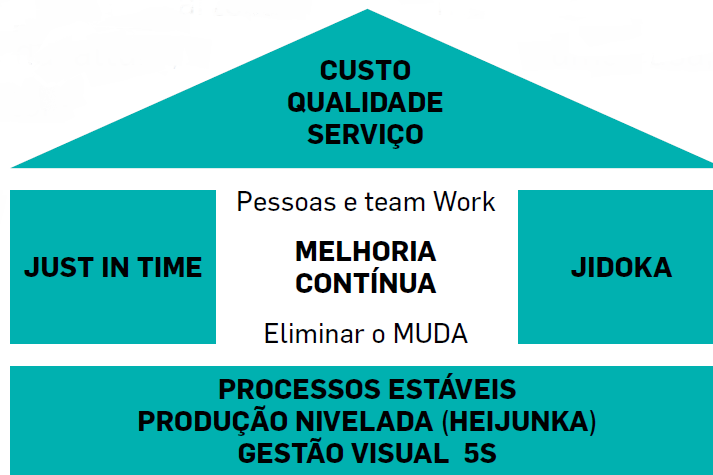 CUSTO
QUALIDADE
SERVIÇO
Pessoas e team Work
JUST IN TIME
MELHORIA
CONTÍNUA
JIDOKA
Eliminar o MUDA
PROCESSOS ESTÁVEIS
PRODUÇÃO NIVELADA (HEIJUNKA)
GESTÃO VISUAL 5S